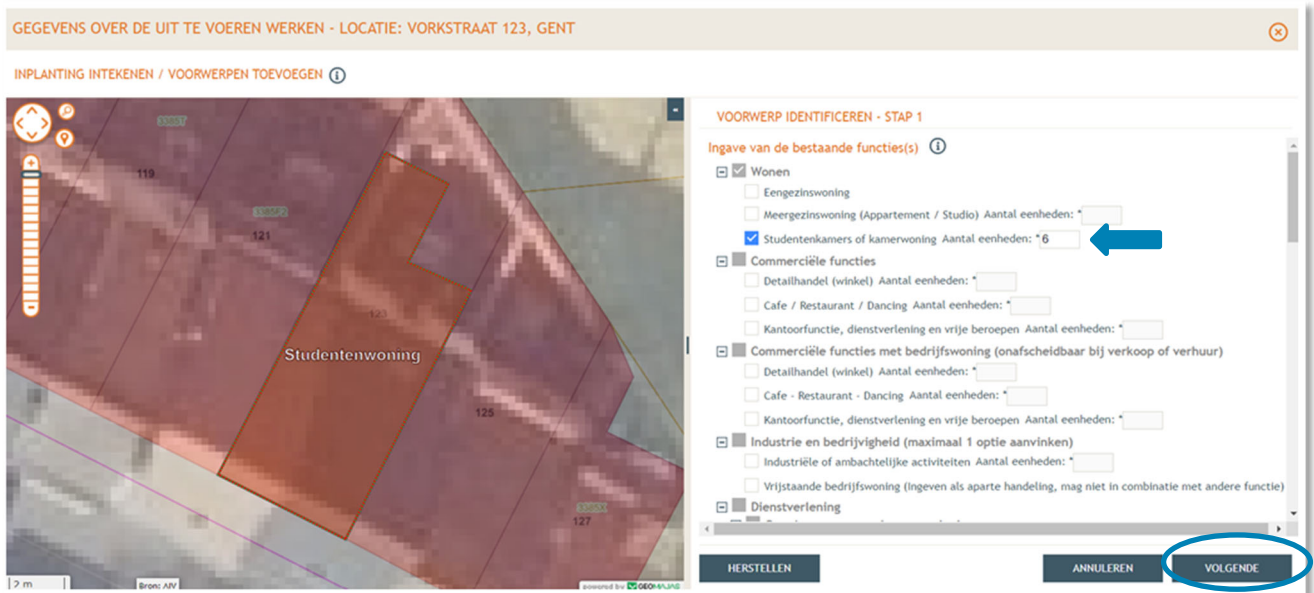 GEGEVENS OVER DE UIT TE VOEREN WERKEN - LOCATIE: VORKSTRAAT 123, GENT
INPLANTING INTEKENEN / VOORWERPEN TOEVOEGEN
119
121
123
Studentenwoning
125
127
2 m
Bron: AIV
powered by GEOMAJAS
VOORWERP IDENTIFICEREN - STAP 1
Ingave van de bestaande functies(s)
Wonen
Eengezinswoning
Meergezinswoning (Appartement / Studio) Aantal eenheden: *
Studentenkamers of kamerwoning Aantal eenheden: *6
Commerciële functies
Detailhandel (winkel) Aantal eenheden: *
Cafe / Restaurant / Dancing Aantal eenheden: *
Kantoorfunctie, dienstverlening en vrije beroepen Aantal eenheden: *
Commerciële functies met bedrijfswoning (onafscheidbaar bij verkoop of verhuur)
Detailhandel (winkel) Aantal eenheden: *
Cafe - Restaurant - Dancing Aantal eenheden: *
Kantoorfunctie, dienstverlening en vrije beroepen Aantal eenheden: *
Industrie en bedrijvigheid (maximaal 1 optie aanvinken)
Industriële of ambachtelijke activiteiten Aantal eenheden: *
Vrijstaande bedrijfswoning (Ingeven als aparte handeling, mag niet in combinatie met andere functie)
Dienstverlening
HERSTELLEN
ANNULEREN
VOLGENDE